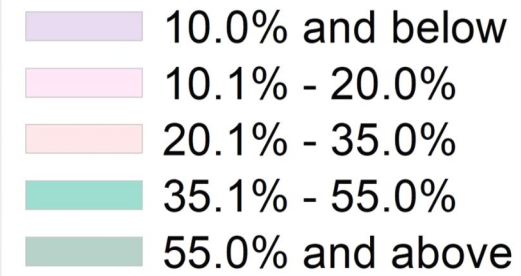 10.0% and below
10.1% - 20.0%
20.1% - 35.0%
35.1% - 55.0%
55.0% and above